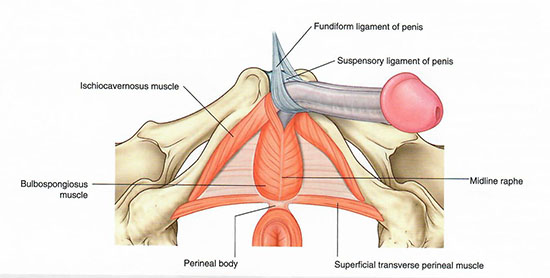 Fundiform ligament of penis
Suspensory ligament of penis
Ischiocavernosus muscle
Bulbospongiosus
muscle
Midline raphe
Perineal body
Superficial transverse perineal muscle